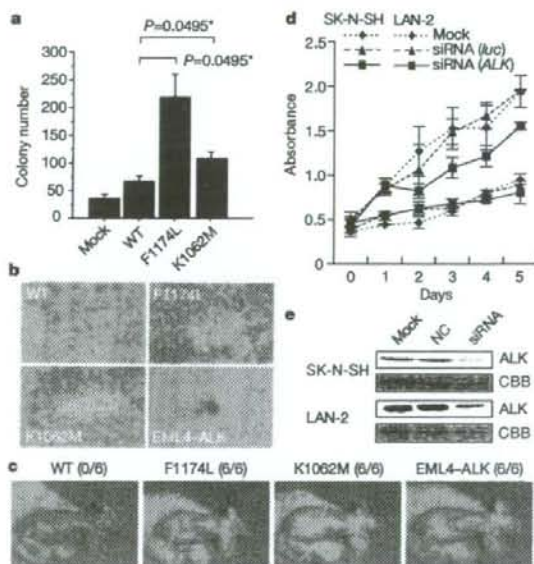 a
P=0.0495*
P=0.0495*
Colony number
300
250
200
150
100
50
0
Mock
WT
F1174L
K1062M
b
WT
F1174L
K1062M
EML4–ALK
c
WT (0/6)
F1174L (6/6)
K1062M (6/6)
EML4–ALK (6/6)
d
SK-N-SH LAN-2
Mock
siRNA (luc)
siRNA (ALK)
Absorbance
2.5
2.0
1.5
1.0
0.5
0
0 1 2 3 4 5
Days
e
Mock NC siRNA
SK-N-SH
ALK
CBB
LAN-2
ALK
CBB